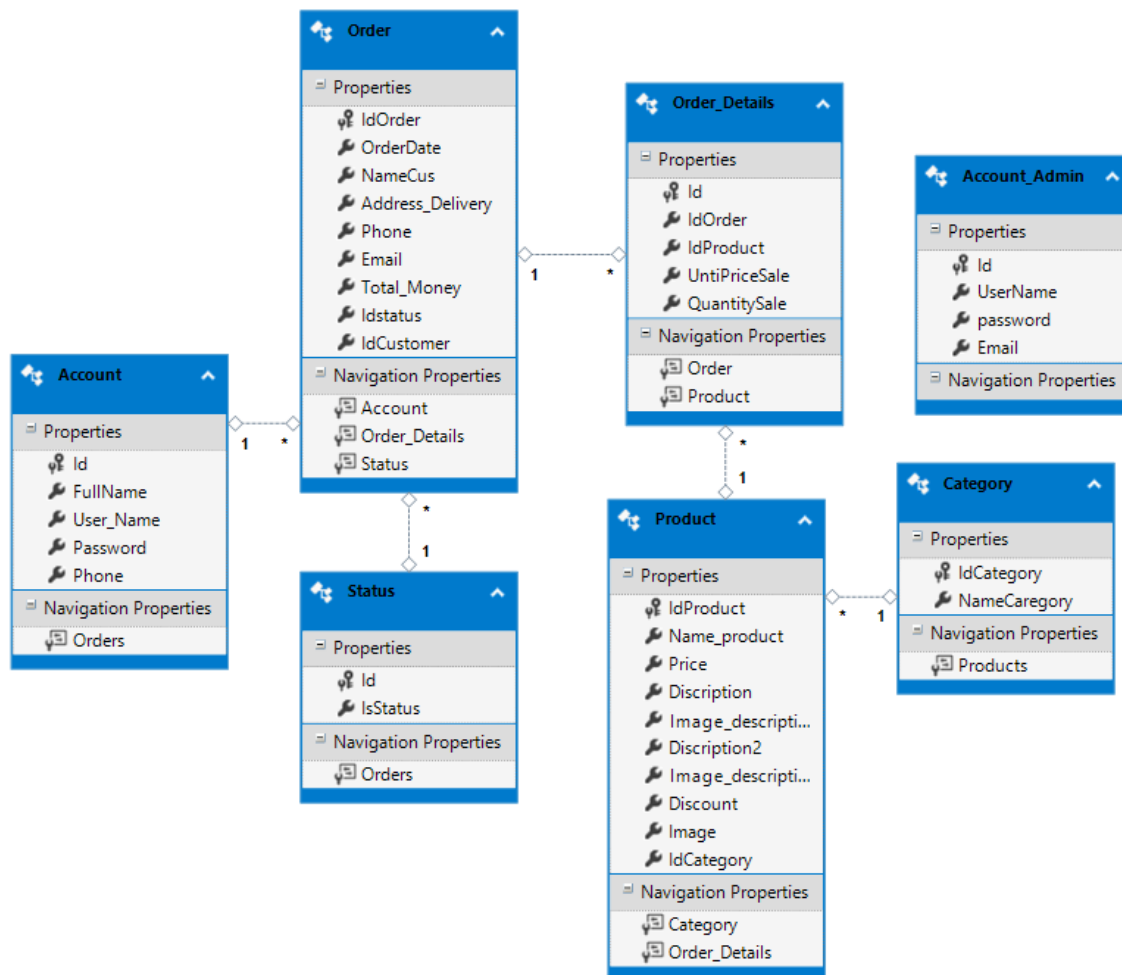 Order
Properties
IdOrder
OrderDate
NameCus
Address_Delivery
Phone
Email
Total_Money
Idstatus
IdCustomer
Navigation Properties
Account
Order_Details
Status
Order_Details
Properties
Id
IdOrder
IdProduct
UntiPriceSale
QuantitySale
Navigation Properties
Order
Product
Account_Admin
Properties
Id
UserName
password
Email
Navigation Properties
1
*
Account
Properties
Id
FullName
User_Name
Password
Phone
Navigation Properties
Orders
1
*
*
1
Status
Properties
Id
IsStatus
Navigation Properties
Orders
*
1
Product
Properties
IdProduct
Name_product
Price
Discription
Image_descripti...
Discription2
Image_descripti...
Discount
Image
IdCategory
Navigation Properties
Category
Order_Details
*
1
Category
Properties
IdCategory
NameCaregory
Navigation Properties
Products